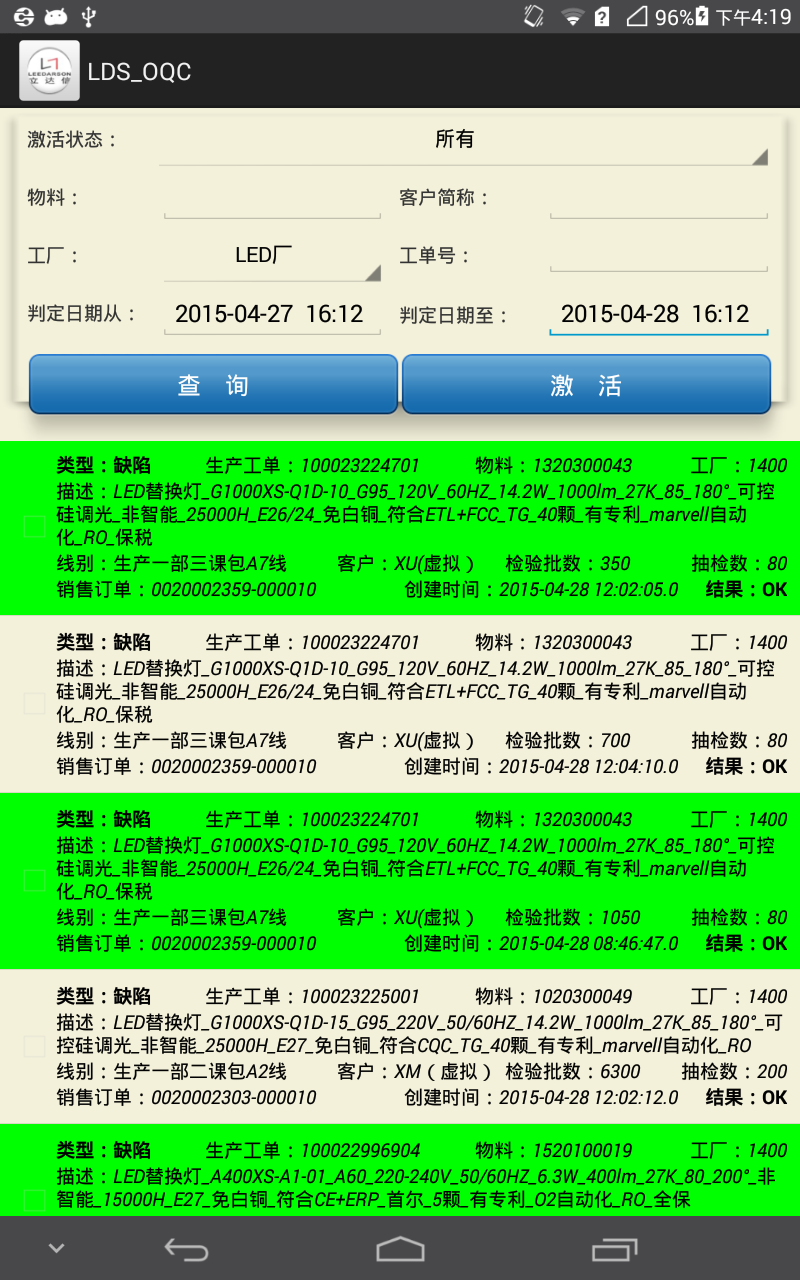 96% 下午4:19
LEEDARSON
立 达 信
LDS_OQC
激活状态： 所有
物料： 客户简称：
工厂： LED厂 工单号：
判定日期从： 2015-04-27 16:12 判定日期至： 2015-04-28 16:12
查 询 激 活
类型：缺陷 生产工单：100023224701 物料：1320300043 工厂：1400
描述：LED替换灯_G1000XS-Q1D-10_G95_120V_60HZ_14.2W_1000lm_27K_85_180°_可控
硅调光_非智能_25000H_E26/24_免白铜_符合ETL+FCC_TG_40颗_有专利_marvell自动
化_RO_保税
线别：生产一部三课包A7线 客户：XU(虚拟） 检验批数：350 抽检数：80
销售订单：0020002359-000010 创建时间：2015-04-28 12:02:05.0 结果：OK
类型：缺陷 生产工单：100023224701 物料：1320300043 工厂：1400
描述：LED替换灯_G1000XS-Q1D-10_G95_120V_60HZ_14.2W_1000lm_27K_85_180°_可控
硅调光_非智能_25000H_E26/24_免白铜_符合ETL+FCC_TG_40颗_有专利_marvell自动
化_RO_保税
线别：生产一部三课包A7线 客户：XU(虚拟） 检验批数：700 抽检数：80
销售订单：0020002359-000010 创建时间：2015-04-28 12:04:10.0 结果：OK
类型：缺陷 生产工单：100023224701 物料：1320300043 工厂：1400
描述：LED替换灯_G1000XS-Q1D-10_G95_120V_60HZ_14.2W_1000lm_27K_85_180°_可控
硅调光_非智能_25000H_E26/24_免白铜_符合ETL+FCC_TG_40颗_有专利_marvell自动
化_RO_保税
线别：生产一部三课包A7线 客户：XU(虚拟） 检验批数：1050 抽检数：80
销售订单：0020002359-000010 创建时间：2015-04-28 08:46:47.0 结果：OK
类型：缺陷 生产工单：100023225001 物料：1020300049 工厂：1400
描述：LED替换灯_G1000XS-Q1D-15_G95_220V_50/60HZ_14.2W_1000lm_27K_85_180°_可
控硅调光_非智能_25000H_E27_免白铜_符合CQC_TG_40颗_有专利_marvell自动化_RO
线别：生产一部二课包A2线 客户：XM（虚拟） 检验批数：6300 抽检数：200
销售订单：0020002303-000010 创建时间：2015-04-28 12:02:12.0 结果：OK
类型：缺陷 生产工单：100022996904 物料：1520100019 工厂：1400
描述：LED替换灯_A400XS-A1-01_A60_220-240V_50/60HZ_6.3W_400lm_27K_80_200°_非
智能_15000H_E27_免白铜_符合CE+ERP_首尔_5颗_有专利_O2自动化_RO_全保